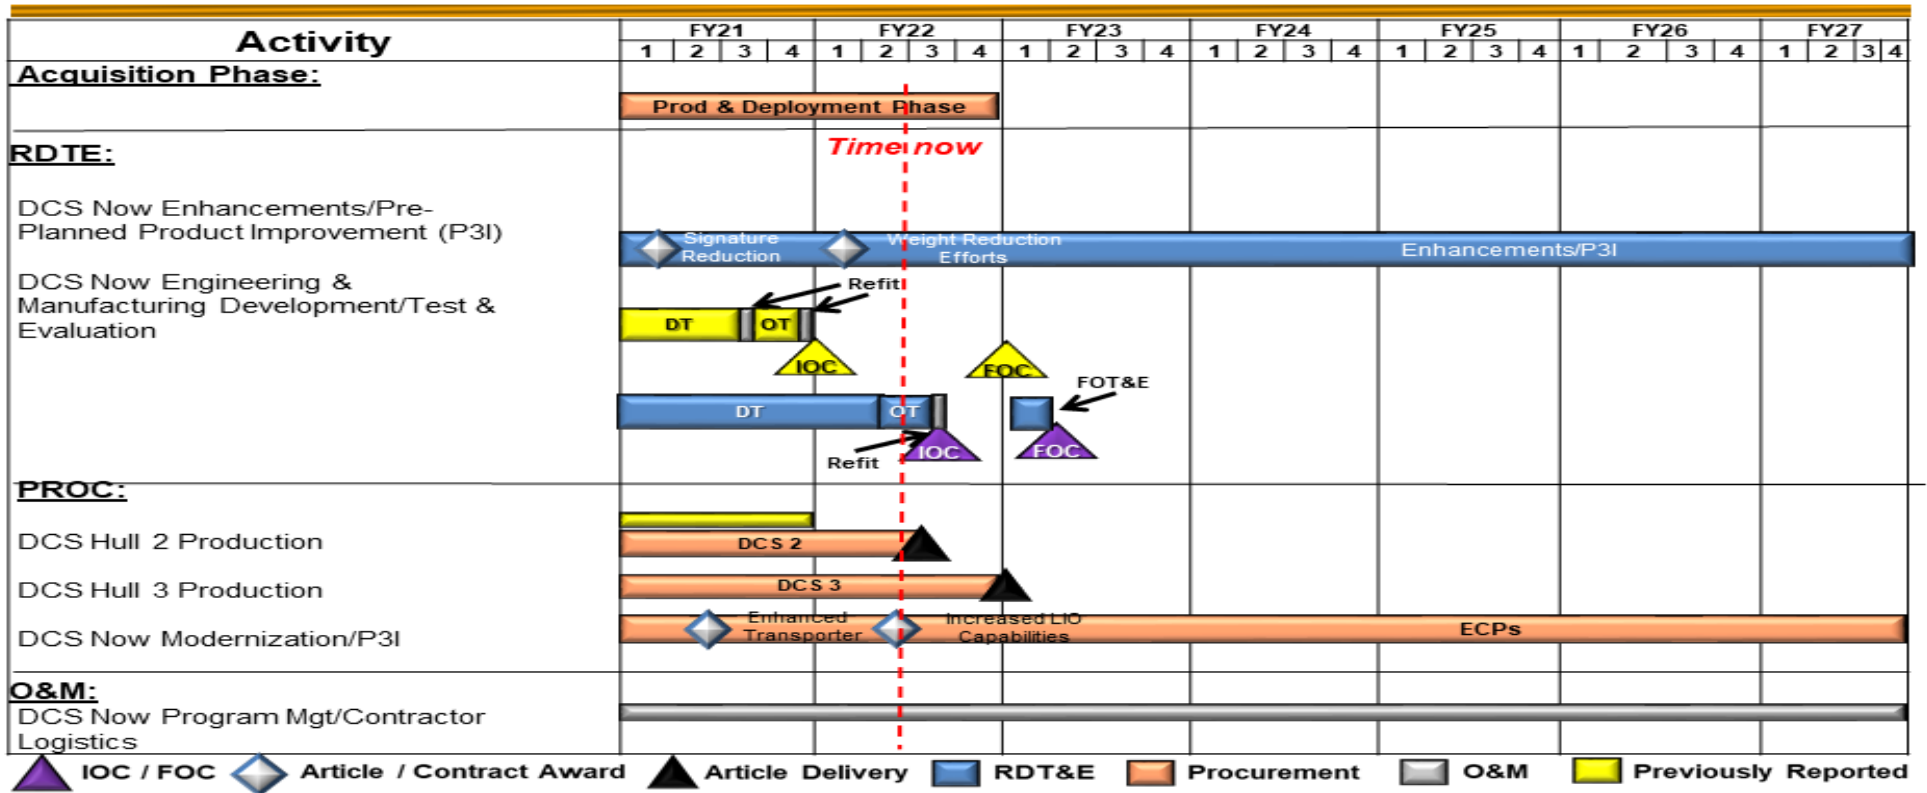 Activity
FY21 FY22 FY23 FY24 FY25 FY26 FY27
1 2 3 4 1 2 3 4 1 2 3 4 1 2 3 4 1 2 3 4 1 2 3 4 1 2 3 4
Acquisition Phase:
Prod & Deployment Phase
Time now
RDTE:
DCS Now Enhancements/Pre-
Planned Product Improvement (P3I)
Signature
Reduction
Weight Reduction
Efforts
Enhancements/P3I
DCS Now Engineering &
Manufacturing Development/Test &
Evaluation
Refit
DT OT
IOC FOC
FOT&E
DT OT
Refit
IOC FOC
PROC:
DCS Hull 2 Production
DCS 2
DCS Hull 3 Production
DCS 3
DCS Now Modernization/P3I
Enhanced
Transporter
Increased LIO
Capabilities
ECPs
O&M:
DCS Now Program Mgt/Contractor
Logistics
IOC / FOC Article / Contract Award Article Delivery RDT&E Procurement O&M Previously Reported